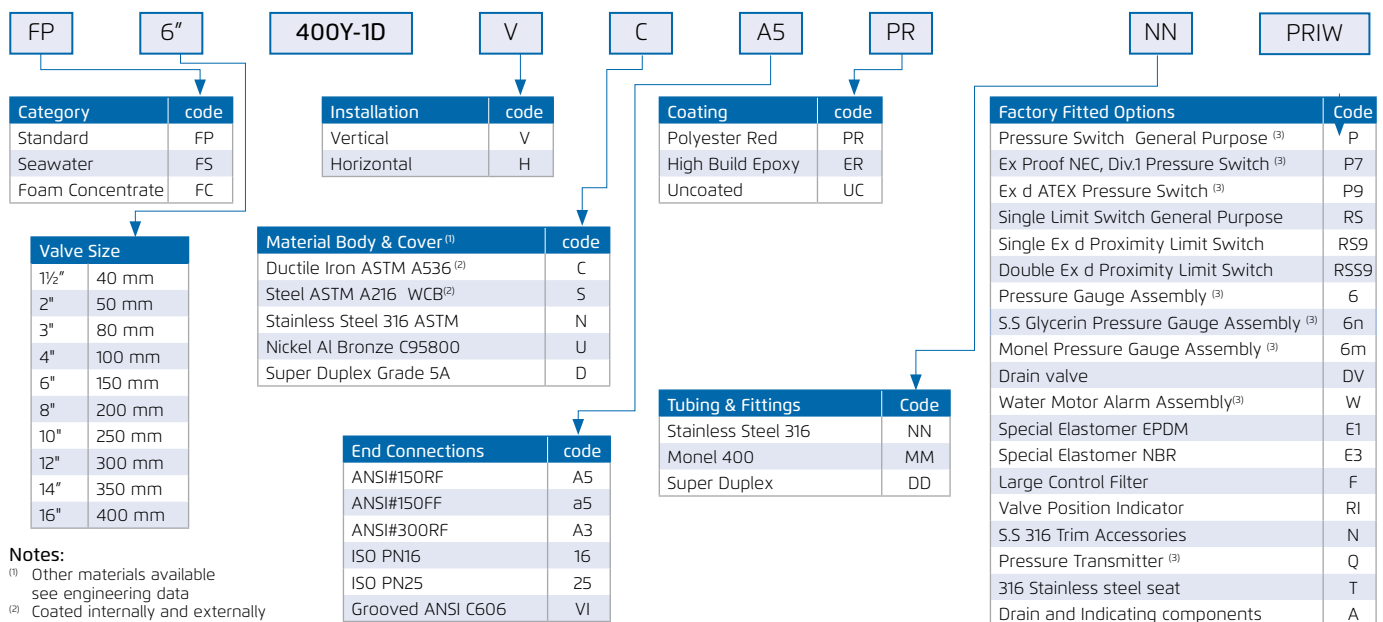 FP 6″ 400Y-1D V C A5 PR NN PRIW
Category code
Standard FP
Seawater FS
Foam Concentrate FC
Valve Size
1½″ 40 mm
2" 50 mm
3" 80 mm
4" 100 mm
6" 150 mm
8" 200 mm
10" 250 mm
12" 300 mm
14″ 350 mm
16" 400 mm
Notes:
(1) Other materials available
see engineering data
(2) Coated internally and externally
Installation code
Vertical V
Horizontal H
Material Body & Cover (1) code
Ductile Iron ASTM A536 (2) C
Steel ASTM A216 WCB(2) S
Stainless Steel 316 ASTM N
Nickel Al Bronze C95800 U
Super Duplex Grade 5A D
End Connections code
ANSI#150RF A5
ANSI#150FF a5
ANSI#300RF A3
ISO PN16 16
ISO PN25 25
Grooved ANSI C606 VI
Coating code
Polyester Red PR
High Build Epoxy ER
Uncoated UC
Tubing & Fittings Code
Stainless Steel 316 NN
Monel 400 MM
Super Duplex DD
Factory Fitted Options Code
Pressure Switch General Purpose (3) P
Ex Proof NEC, Div.1 Pressure Switch (3) P7
Ex d ATEX Pressure Switch (3) P9
Single Limit Switch General Purpose RS
Single Ex d Proximity Limit Switch RS9
Double Ex d Proximity Limit Switch RSS9
Pressure Gauge Assembly (3) 6
S.S Glycerin Pressure Gauge Assembly (3) 6n
Monel Pressure Gauge Assembly (3) 6m
Drain valve DV
Water Motor Alarm Assembly(3) W
Special Elastomer EPDM E1
Special Elastomer NBR E3
Large Control Filter F
Valve Position Indicator RI
S.S 316 Trim Accessories N
Pressure Transmitter (3) Q
316 Stainless steel seat T
Drain and Indicating components A